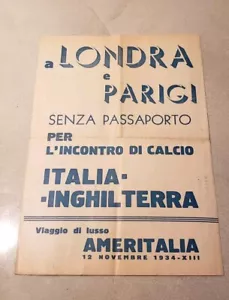 a LONDRA
e
PARIGI
SENZA PASSAPORTO
PER
L'INCONTRO DI CALCIO
ITALIA-
-INGHILTERRA
Viaggio di lusso
AMERITALIA
12 NOVEMBRE 1934-XIII